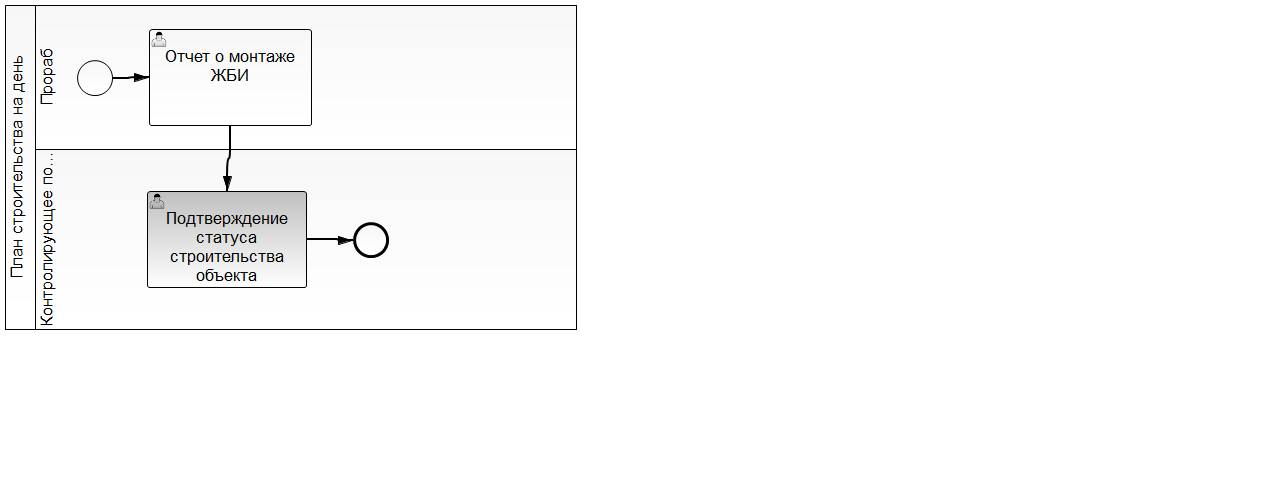 План строительства на день
Прораб
Отчет о монтаже
ЖБИ
Контролирующее по...
Подтверждение
статуса
строительства
объекта